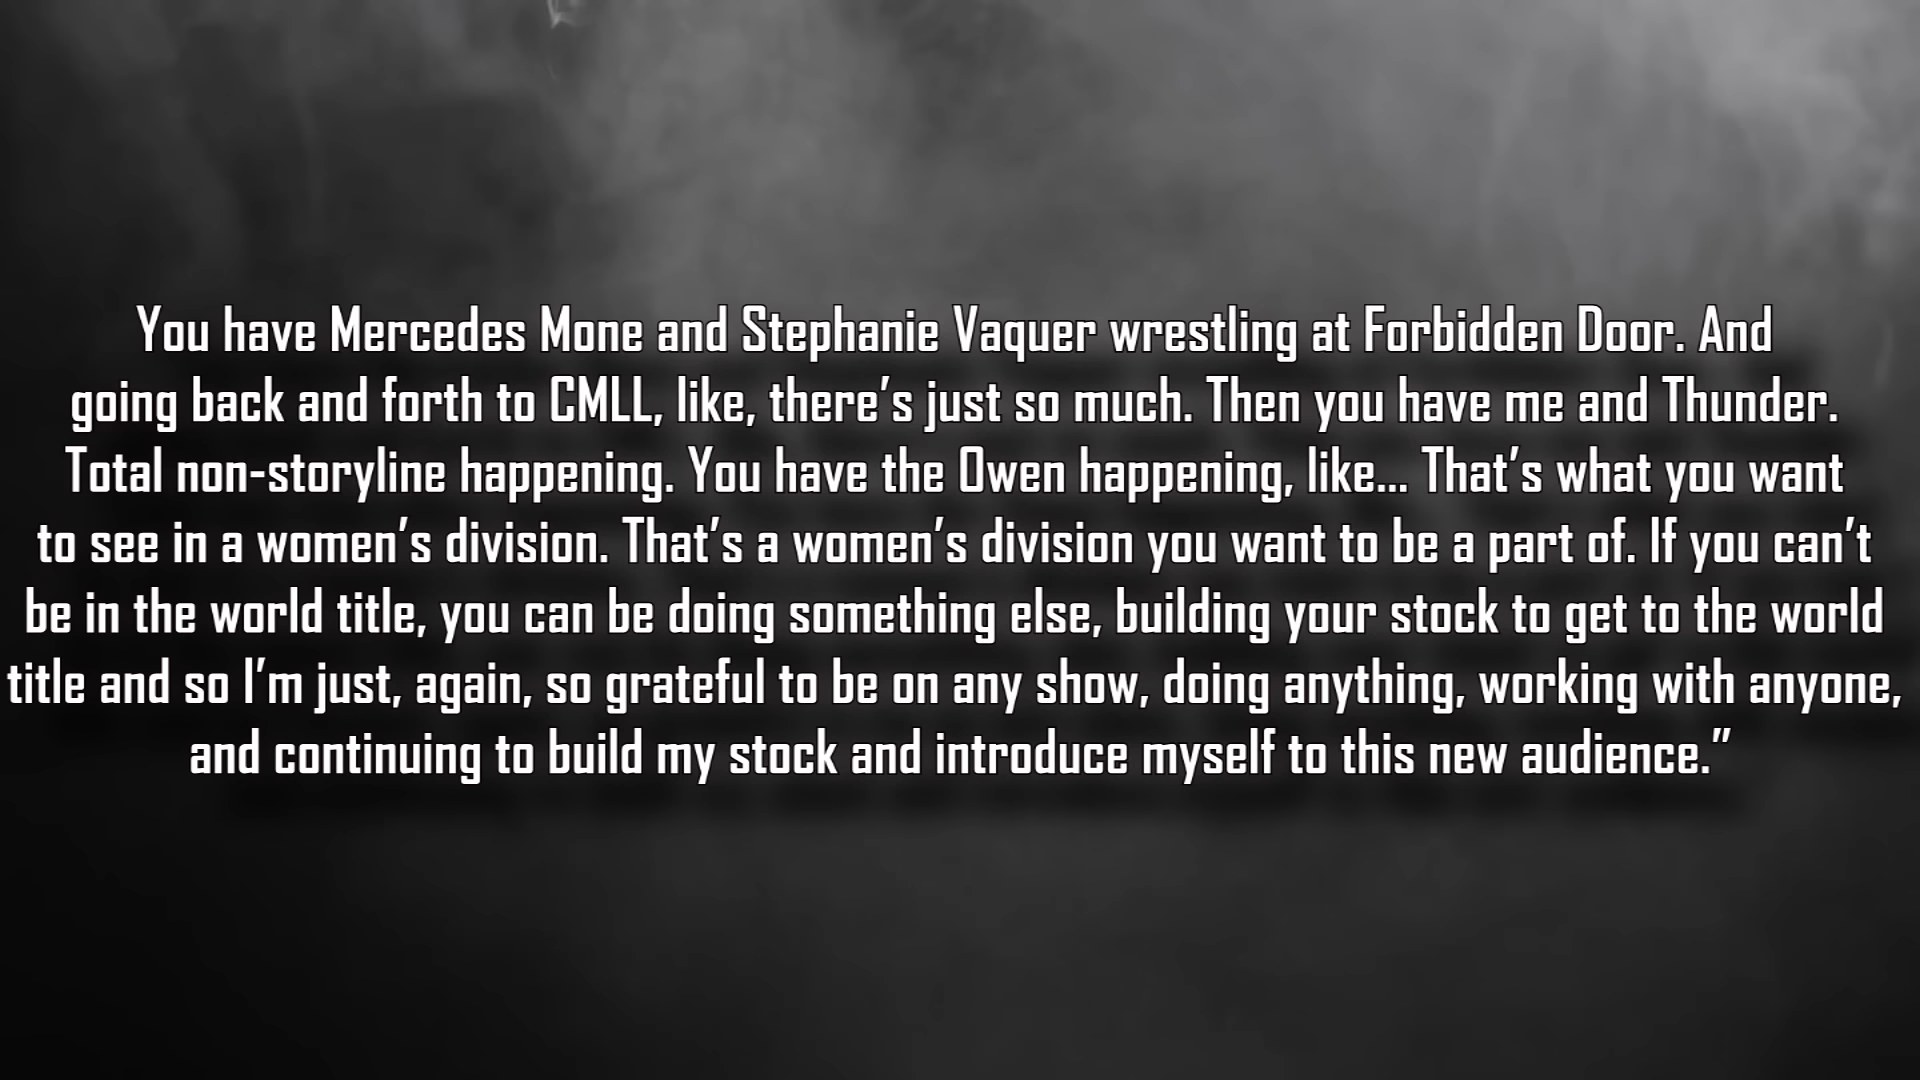 You have Mercedes Mone and Stephanie Vaquer wrestling at Forbidden Door. And
going back and forth to CMLL, like, there’s just so much. Then you have me and Thunder.
Total non-storyline happening. You have the Owen happening, like... That’s what you want
to see in a women’s division. That’s a women’s division you want to be a part of. If you can’t
be in the world title, you can be doing something else, building your stock to get to the world
title and so I’m just, again, so grateful to be on any show, doing anything, working with anyone,
and continuing to build my stock and introduce myself to this new audience.”